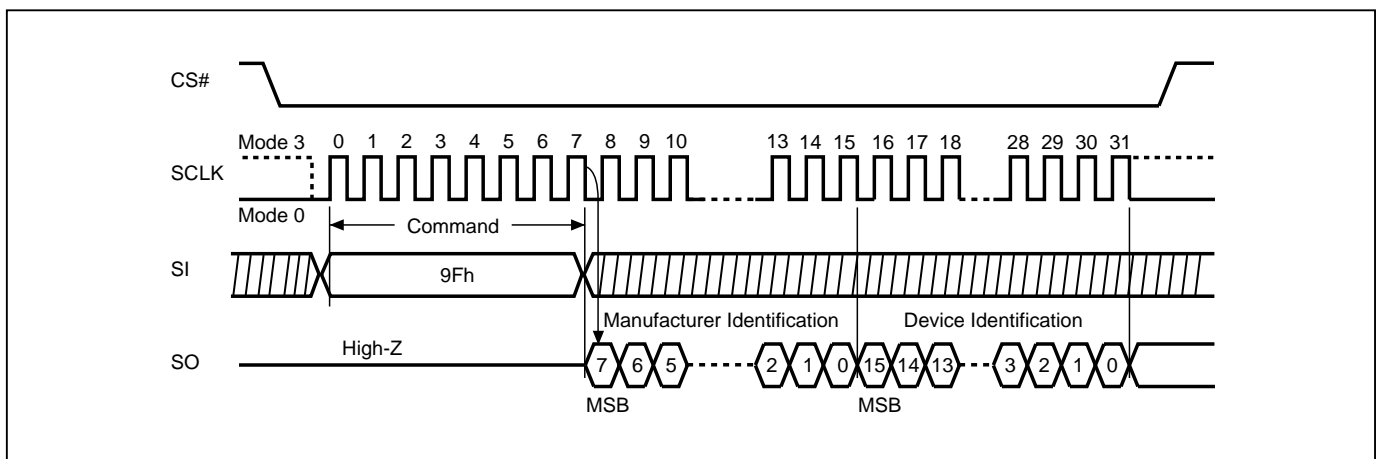 CS#
Mode 3 0 1 2 3 4 5 6 7 8 9 10 13 14 15 16 17 18 28 29 30 31
SCLK
Mode 0
Command
SI 9Fh
Manufacturer Identification Device Identification
High-Z
SO 7 6 5 2 1 0 15 14 13 3 2 1 0
MSB MSB